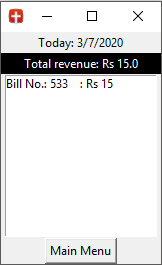 Today: 3/7/2020
Total revenue: Rs 15.0
Bill No.: 533 : Rs 15
Main Menu